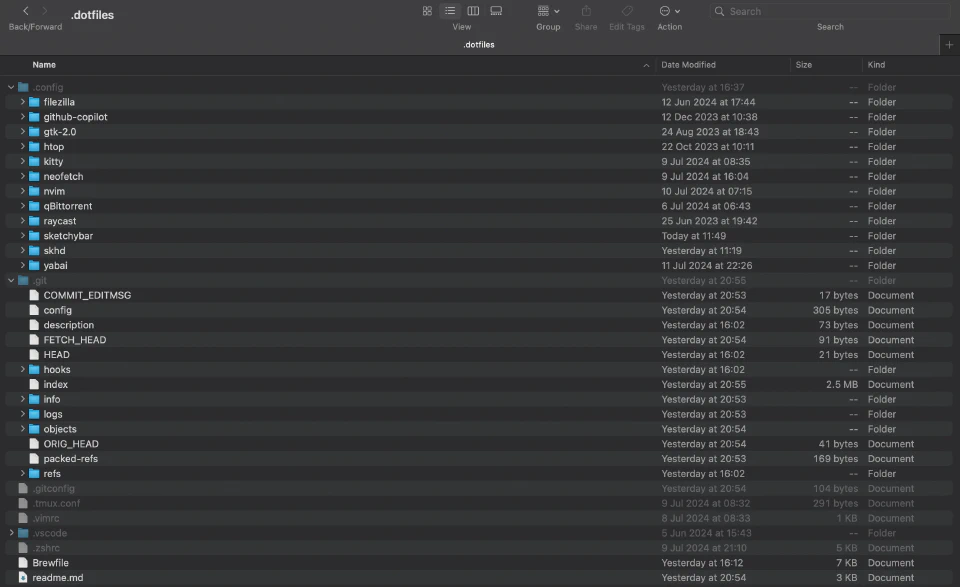 .dotfiles
Back/Forward View Group Share Edit Tags Action Search Search
.dotfiles
Name Date Modified Size Kind
.config Yesterday at 16:37 -- Folder
filezilla 12 Jun 2024 at 17:44 -- Folder
github-copilot 12 Dec 2023 at 10:38 -- Folder
gtk-2.0 24 Aug 2023 at 18:43 -- Folder
htop 22 Oct 2023 at 10:11 -- Folder
kitty 9 Jul 2024 at 08:35 -- Folder
neofetch 9 Jul 2024 at 16:04 -- Folder
nvim 10 Jul 2024 at 07:15 -- Folder
qBittorrent 6 Jul 2024 at 06:43 -- Folder
raycast 25 Jun 2023 at 19:42 -- Folder
sketchybar Today at 11:49 -- Folder
skhd Yesterday at 11:19 -- Folder
yabai 11 Jul 2024 at 22:26 -- Folder
.git Yesterday at 20:55 -- Folder
COMMIT_EDITMSG Yesterday at 20:53 17 bytes Document
config Yesterday at 20:54 305 bytes Document
description Yesterday at 16:02 73 bytes Document
FETCH_HEAD Yesterday at 20:54 91 bytes Document
HEAD Yesterday at 16:02 21 bytes Document
hooks Yesterday at 16:02 -- Folder
index Yesterday at 20:55 2.5 MB Document
info Yesterday at 20:53 -- Folder
logs Yesterday at 20:53 -- Folder
objects Yesterday at 20:54 -- Folder
ORIG_HEAD Yesterday at 20:54 41 bytes Document
packed-refs Yesterday at 20:53 169 bytes Document
refs Yesterday at 16:02 -- Folder
.gitconfig Yesterday at 20:54 104 bytes Document
.tmux.conf 9 Jul 2024 at 08:32 291 bytes Document
.vimrc 8 Jul 2024 at 08:33 1 KB Document
.vscode 5 Jun 2024 at 15:43 -- Folder
.zshrc 9 Jul 2024 at 21:10 5 KB Document
Brewfile Yesterday at 16:12 7 KB Document
readme.md Yesterday at 20:54 3 KB Document